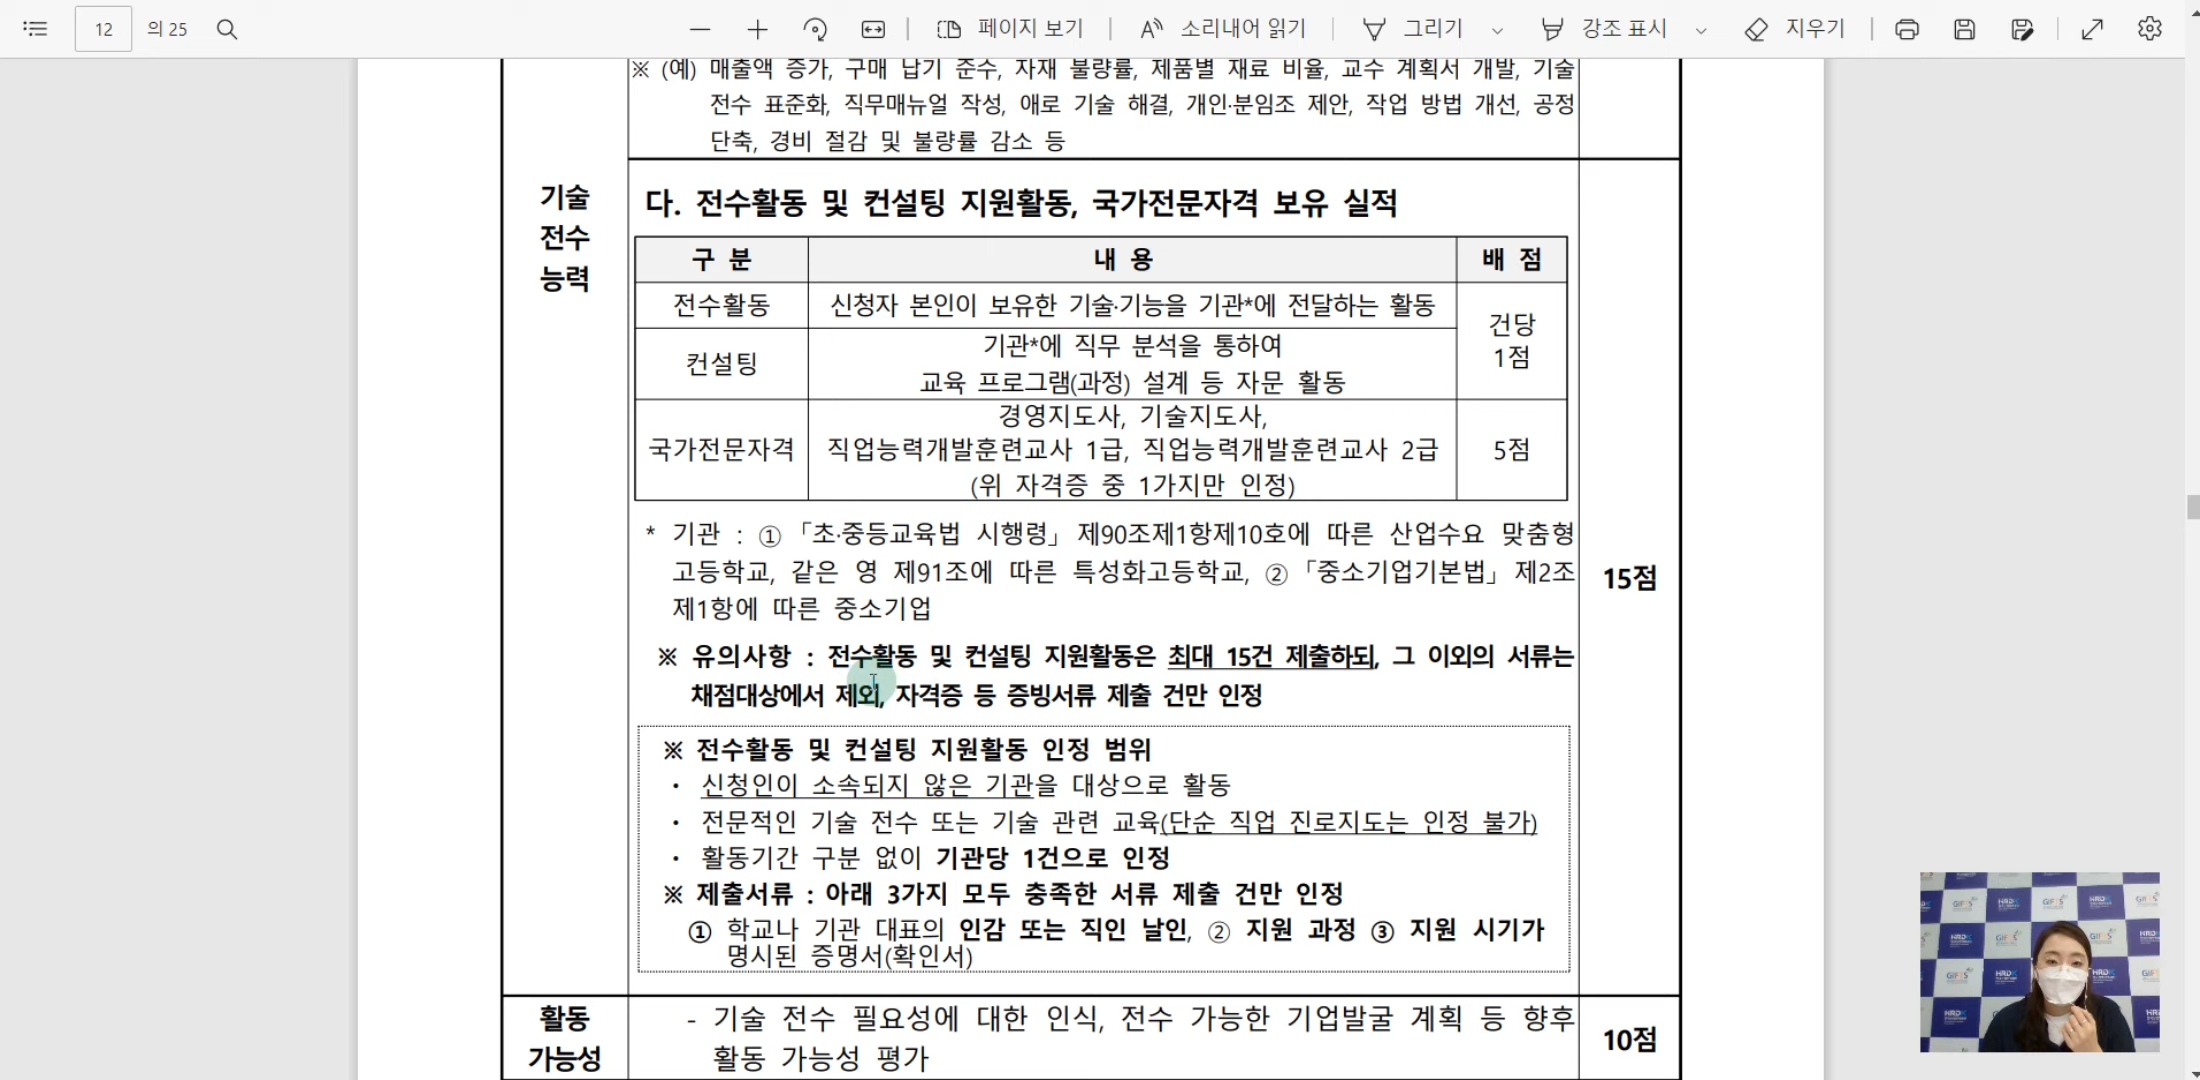 12 의 25 페이지 보기 소리내어 읽기 그리기 강조 표시 지우기
※ (예) 매출액 증가, 구매 납기 준수, 자재 불량률, 제품별 재료 비율, 교수 계획서 개발, 기술
전수 표준화, 직무매뉴얼 작성, 애로 기술 해결, 개인·분임조 제안, 작업 방법 개선, 공정
단축, 경비 절감 및 불량률 감소 등
기술
전수
능력
다. 전수활동 및 컨설팅 지원활동, 국가전문자격 보유 실적
구 분 내 용 배 점
전수활동 신청자 본인이 보유한 기술·기능을 기관*에 전달하는 활동
건당
1점
컨설팅
기관*에 직무 분석을 통하여
교육 프로그램(과정) 설계 등 자문 활동
국가전문자격
경영지도사, 기술지도사,
직업능력개발훈련교사 1급, 직업능력개발훈련교사 2급
(위 자격증 중 1가지만 인정)
5점
* 기관 : ① 「초·중등교육법 시행령」 제90조제1항제10호에 따른 산업수요 맞춤형
고등학교, 같은 영 제91조에 따른 특성화고등학교, ② 「중소기업기본법」 제2조
제1항에 따른 중소기업
15점
※ 유의사항 : 전수활동 및 컨설팅 지원활동은 최대 15건 제출하되, 그 이외의 서류는
채점대상에서 제외, 자격증 등 증빙서류 제출 건만 인정
※ 전수활동 및 컨설팅 지원활동 인정 범위
· 신청인이 소속되지 않은 기관을 대상으로 활동
· 전문적인 기술 전수 또는 기술 관련 교육(단순 직업 진로지도는 인정 불가)
· 활동기간 구분 없이 기관당 1건으로 인정
※ 제출서류 : 아래 3가지 모두 충족한 서류 제출 건만 인정
① 학교나 기관 대표의 인감 또는 직인 날인, ② 지원 과정 ③ 지원 시기가
명시된 증명서(확인서)
활동
가능성
- 기술 전수 필요성에 대한 인식, 전수 가능한 기업발굴 계획 등 향후
활동 가능성 평가
10점